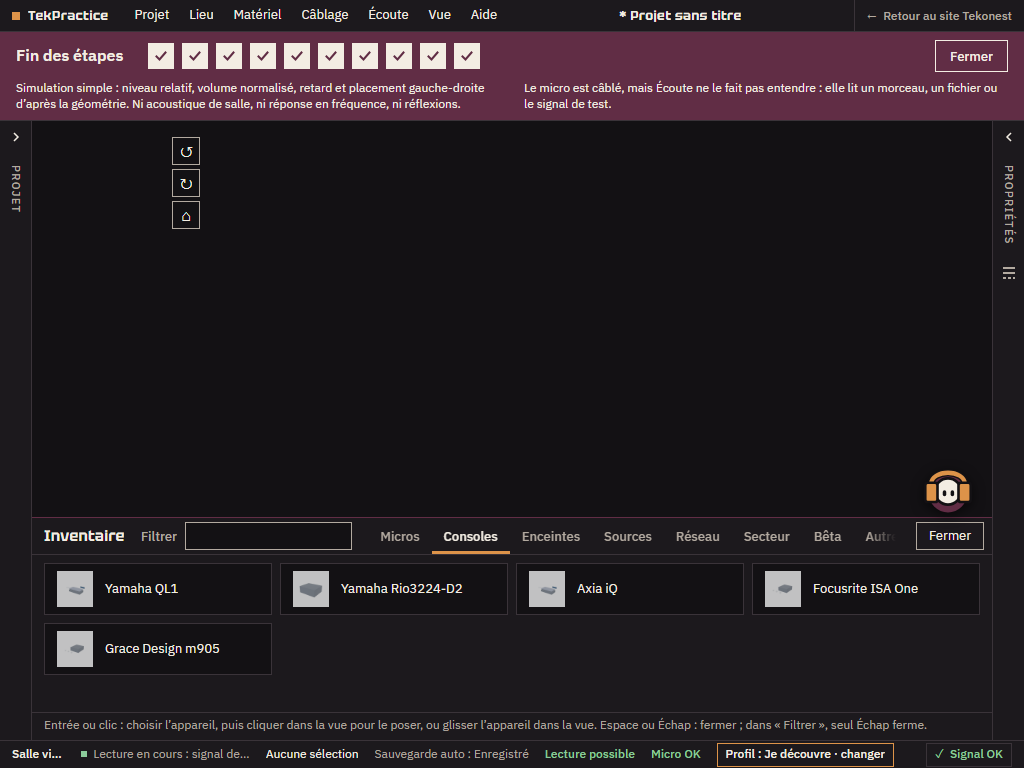 TekPractice Projet Lieu Matériel Câblage Écoute Vue Aide * Projet sans titre ← Retour au site Tekonest
Fin des étapes Fermer
Simulation simple : niveau relatif, volume normalisé, retard et placement gauche-droite
d’après la géométrie. Ni acoustique de salle, ni réponse en fréquence, ni réflexions.
Le micro est câblé, mais Écoute ne le fait pas entendre : elle lit un morceau, un fichier ou
le signal de test.
PROJET
PROPRIÉTÉS
Inventaire Filtrer Micros Consoles Enceintes Sources Réseau Secteur Bêta Fermer
Yamaha QL1 Yamaha Rio3224-D2 Axia iQ Focusrite ISA One
Grace Design m905
Entrée ou clic : choisir l’appareil, puis cliquer dans la vue pour le poser, ou glisser l’appareil dans la vue. Espace ou Échap : fermer ; dans « Filtrer », seul Échap ferme.
Salle vi... Lecture en cours : signal de... Aucune sélection Sauvegarde auto : Enregistré Lecture possible Micro OK Profil : Je découvre · changer ✓ Signal OK